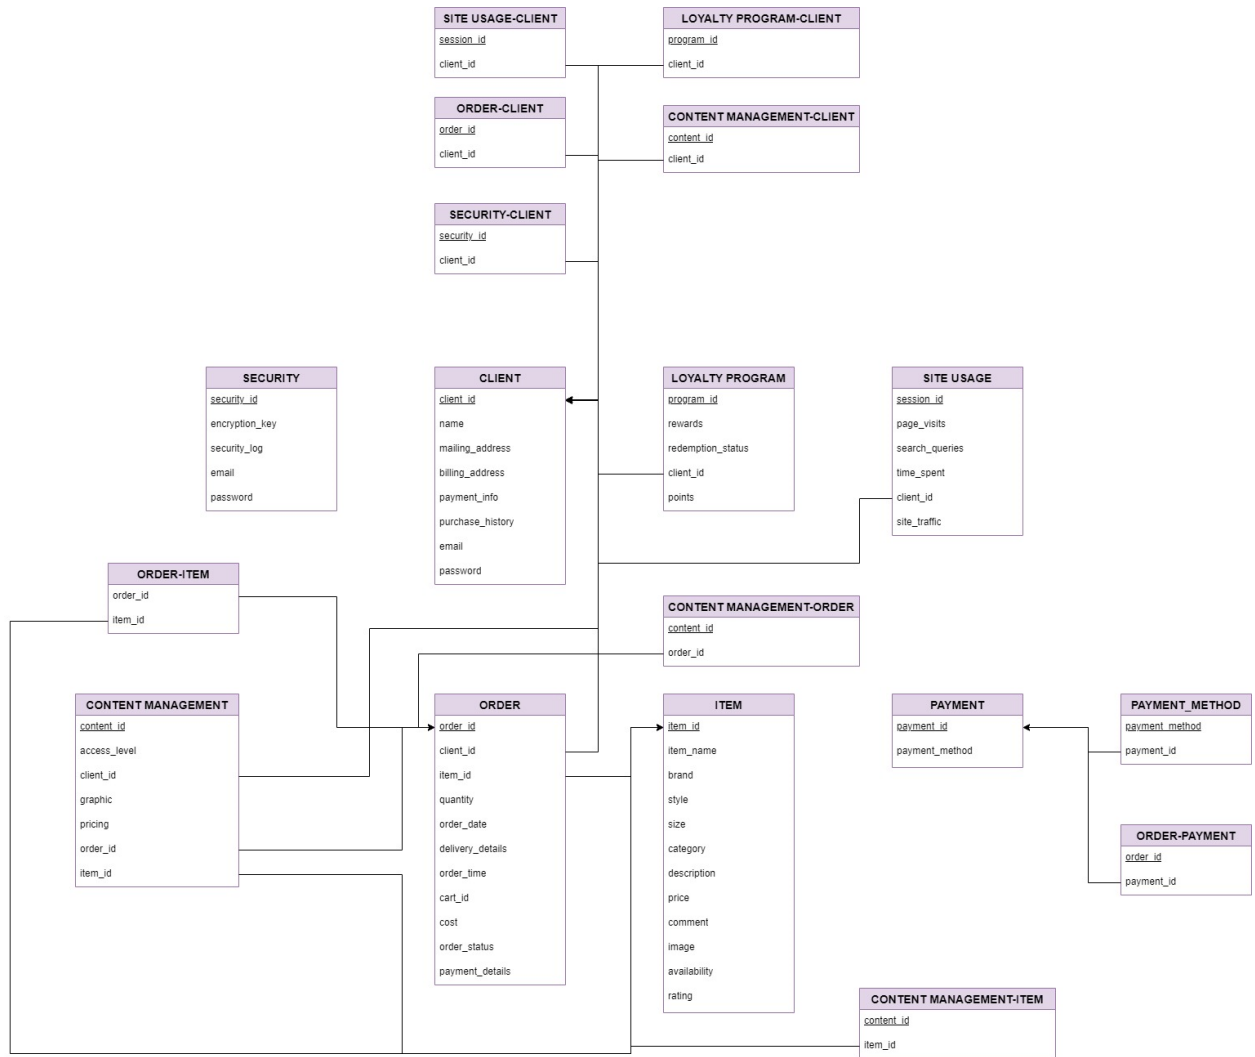 SITE USAGE-CLIENT
session_id
client_id
LOYALTY PROGRAM-CLIENT
program_id
client_id
ORDER-CLIENT
order_id
client_id
CONTENT MANAGEMENT-CLIENT
content_id
client_id
SECURITY-CLIENT
security_id
client_id
SECURITY
security_id
encryption_key
security_log
email
password
CLIENT
client_id
name
mailing_address
billing_address
payment_info
purchase_history
email
password
LOYALTY PROGRAM
program_id
rewards
redemption_status
client_id
points
SITE USAGE
session_id
page_visits
search_queries
time_spent
client_id
site_traffic
ORDER-ITEM
order_id
item_id
CONTENT MANAGEMENT-ORDER
content_id
order_id
CONTENT MANAGEMENT
content_id
access_level
client_id
graphic
pricing
order_id
item_id
ORDER
order_id
client_id
item_id
quantity
order_date
delivery_details
order_time
cart_id
cost
order_status
payment_details
ITEM
item_id
item_name
brand
style
size
category
description
price
comment
image
availability
rating
PAYMENT
payment_id
payment_method
PAYMENT_METHOD
payment_method
payment_id
ORDER-PAYMENT
order_id
payment_id
CONTENT MANAGEMENT-ITEM
content_id
item_id